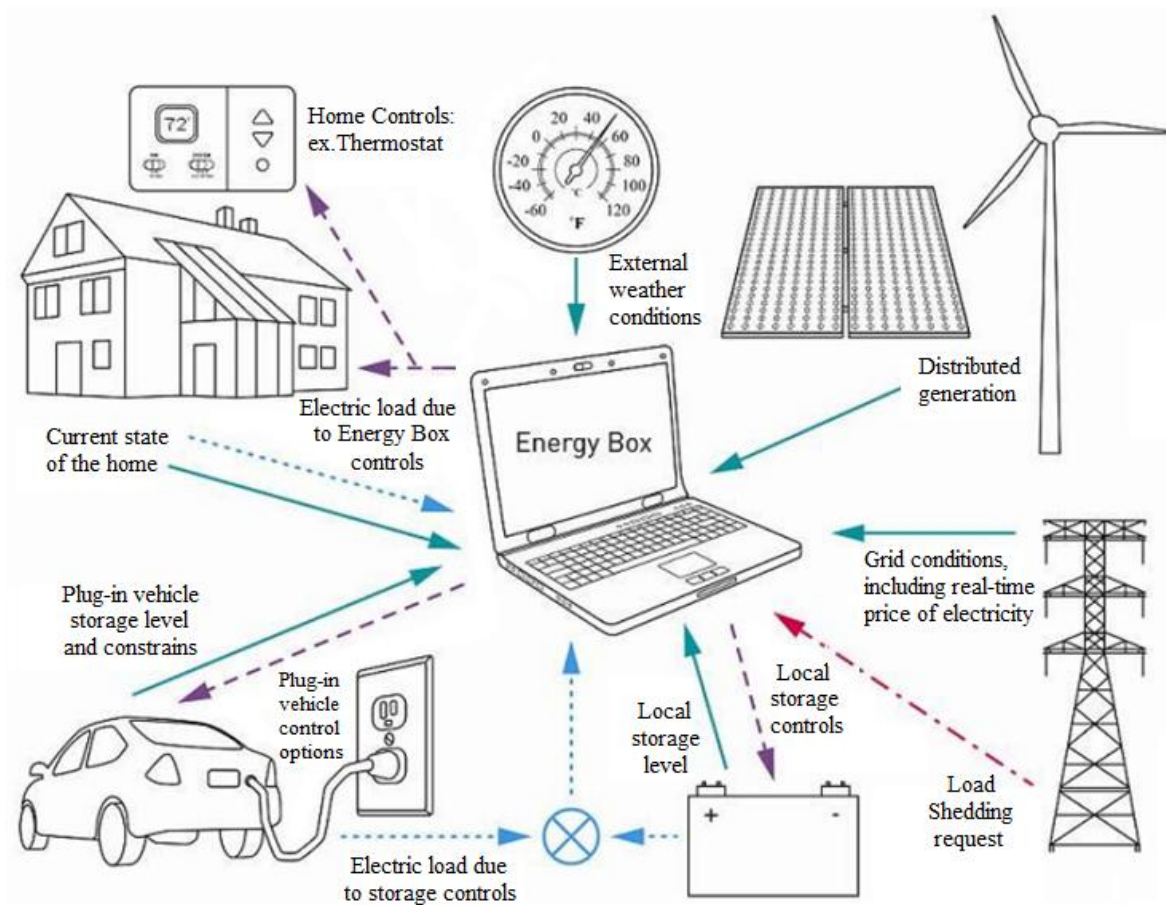 72°
Home Controls:
ex.Thermostat
20
40
0
60
-20
80
-40
100
-60
120
°C
°F
External
weather
conditions
Distributed
generation
Electric load due
to Energy Box
controls
Current state
of the home
Energy Box
Grid conditions,
including real-time
price of electricity
Plug-in vehicle
storage level
and constrains
Plug-in
vehicle
control
options
Local
storage
level
Local
storage
controls
Load
Shedding
request
+
-
Electric load due
to storage controls